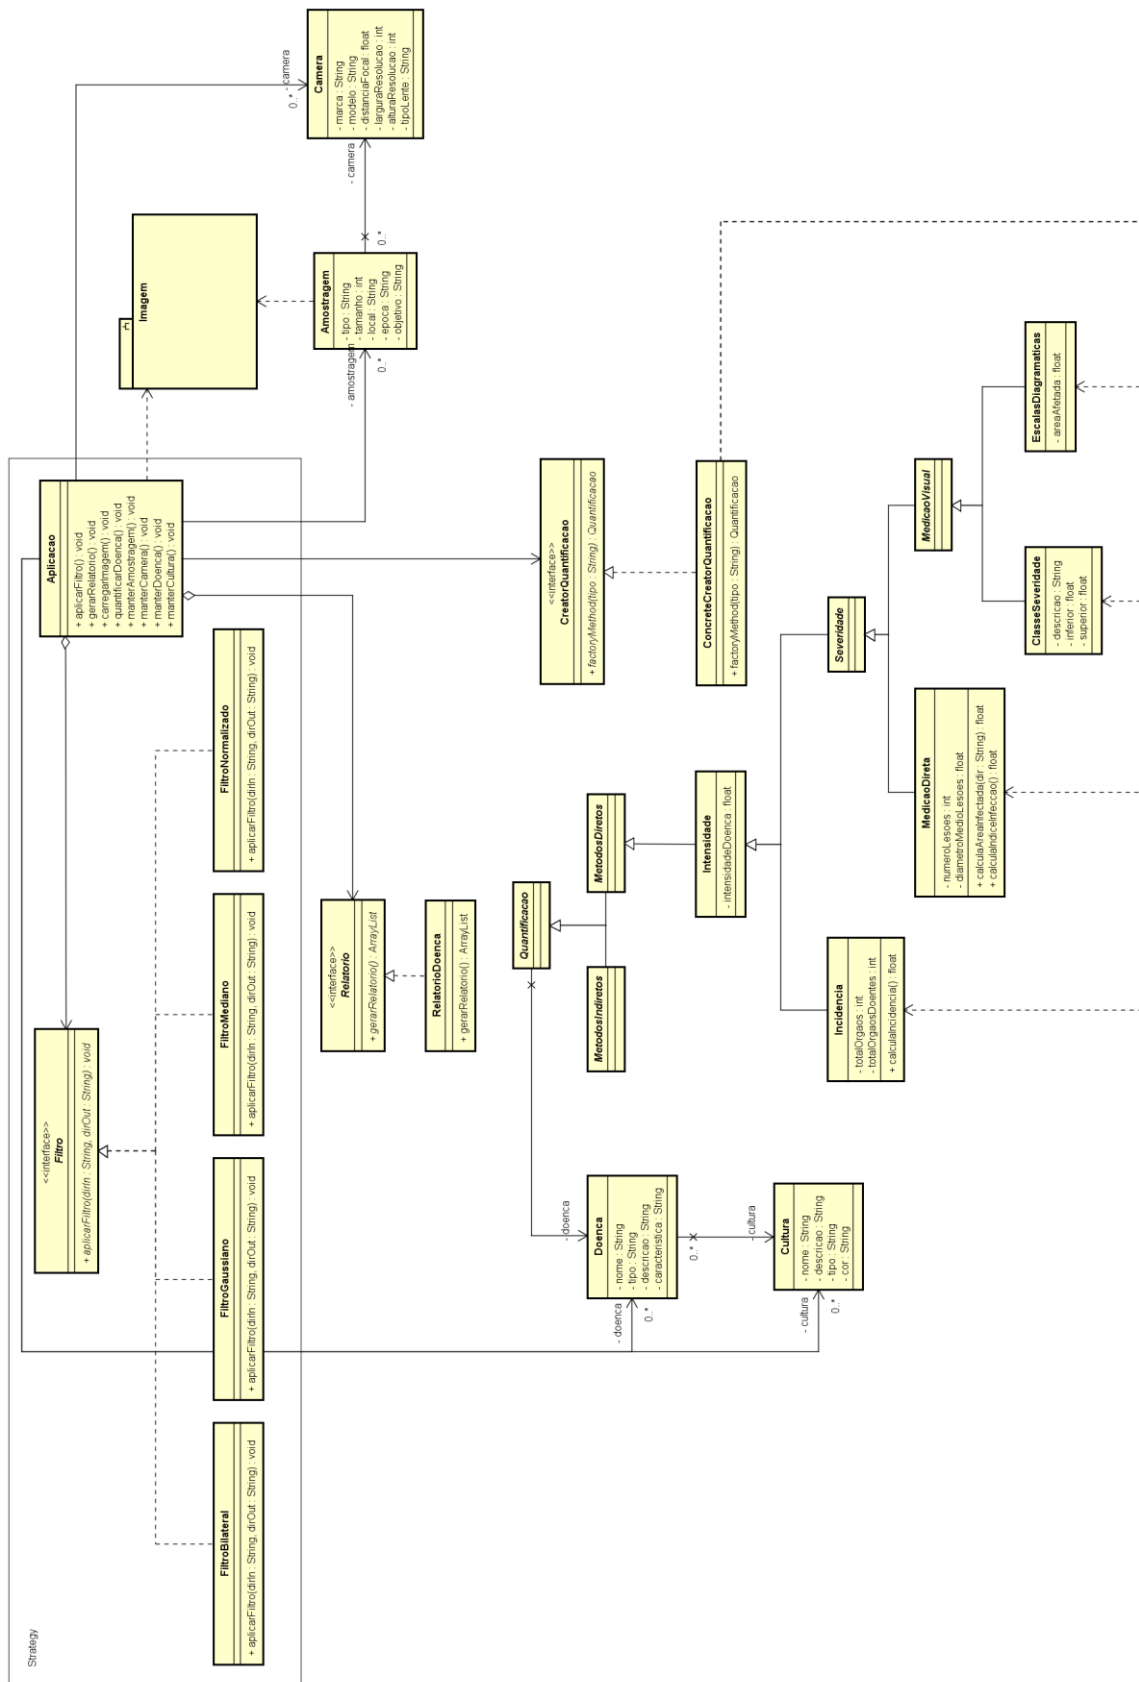 Strategy
<<interface>>
Filtro
+ aplicarFiltro(dirIn : String, dirOut : String) : void
Aplicacao
+ aplicarFiltro() : void
+ gerarRelatorio() : void
+ carregarImagem() : void
+ quantificarDoenca() : void
+ manterAmostragem() : void
+ manterCamera() : void
+ manterDoenca() : void
+ manterCultura() : void
FiltroBilateral
+ aplicarFiltro(dirIn : String, dirOut : String) : void
FiltroGaussiano
+ aplicarFiltro(dirIn : String, dirOut : String) : void
FiltroMediano
+ aplicarFiltro(dirIn : String, dirOut : String) : void
FiltroNormalizado
+ aplicarFiltro(dirIn : String, dirOut : String) : void
Imagem
- camera
0..*
Camera
- marca : String
- modelo : String
- distanciaFocal : float
- larguraResolucao : int
- alturaResolucao : int
- tipoLente : String
- camera
0..*
Amostragem
- tipo : String
- tamanho : int
- local : String
- epoca : String
- objetivo : String
- amostragem
0..*
<<interface>>
Relatorio
+ gerarRelatorio() : ArrayList
RelatorioDoenca
+ gerarRelatorio() : ArrayList
<<interface>>
CreatorQuantificacao
+ factoryMethod(tipo : String) : Quantificacao
ConcreteCreatorQuantificacao
+ factoryMethod(tipo : String) : Quantificacao
Quantificacao
MetodosIndiretos
MetodosDiretos
- doenca
Doenca
- nome : String
- tipo : String
- descricao : String
- caracteristica : String
- doenca
0..*
0..*
- cultura
Cultura
- nome : String
- descricao : String
- tipo : String
- cor : String
- cultura
0..*
Intensidade
- intensidadeDoenca : float
Incidencia
- totalOrgaos : int
- totalOrgaosDoentes : int
+ calculaIncidencia() : float
Severidade
MedicaoDireta
- numeroLesoes : int
- diametroMedioLesoes : float
+ calculaAreaInfectada(dir : String) : float
+ calculaIndiceInfeccao() : float
MedicaoVisual
ClasseSeveridade
- descricao : String
- inferior : float
- superior : float
EscalasDiagramaticas
- areaAfetada : float